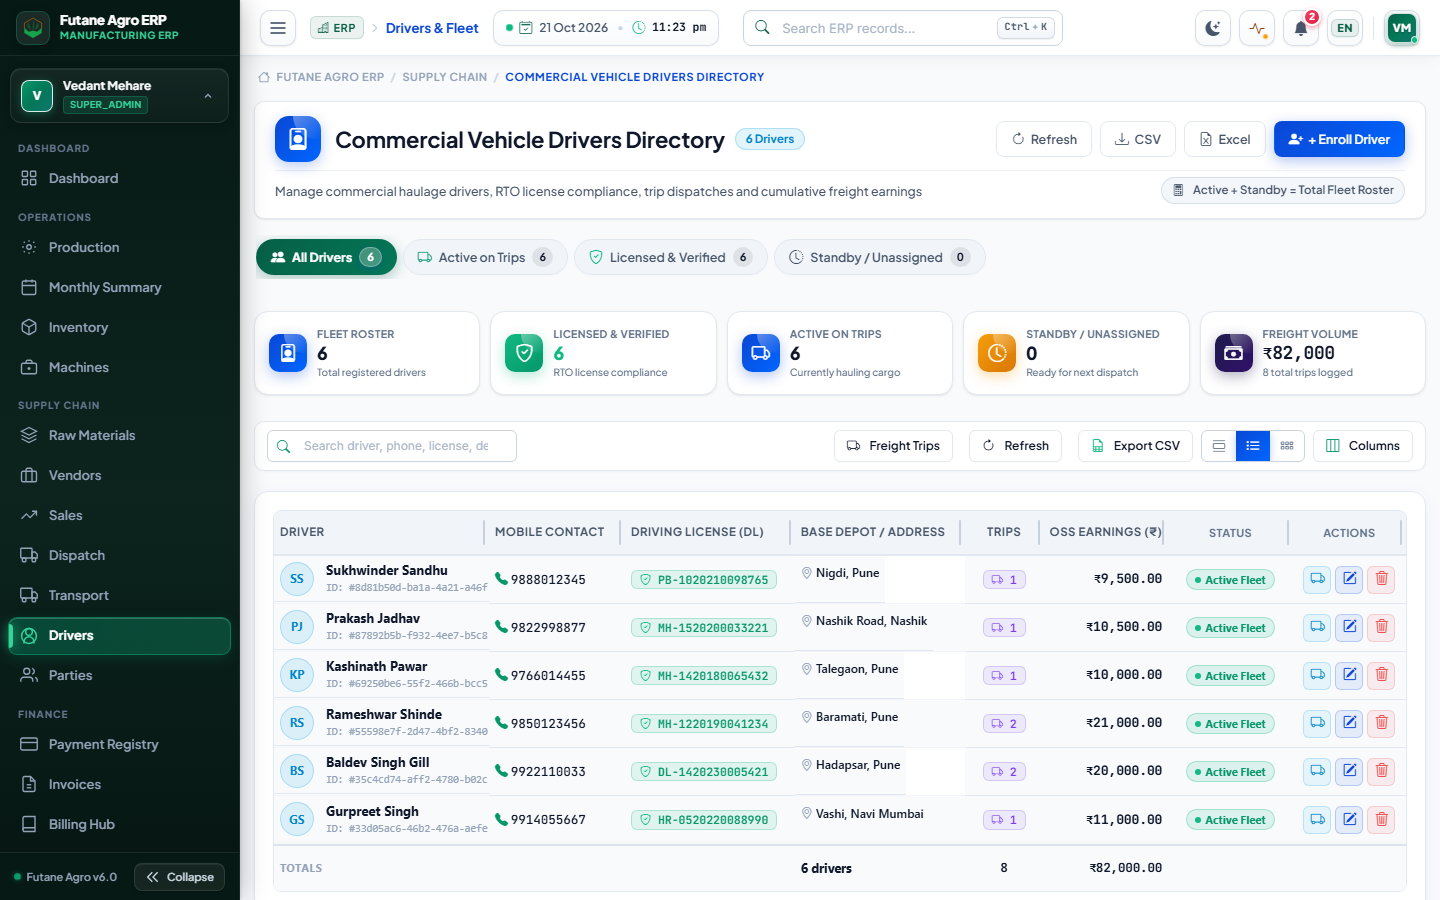 Futane Agro ERP
MANUFACTURING ERP
V
Vedant Mehare
SUPER_ADMIN
DASHBOARD
Dashboard
OPERATIONS
Production
Monthly Summary
Inventory
Machines
SUPPLY CHAIN
Raw Materials
Vendors
Sales
Dispatch
Transport
Drivers
Parties
FINANCE
Payment Registry
Invoices
Billing Hub
Futane Agro v6.0
Collapse
ERP
Drivers & Fleet
21 Oct 2026
11:23 pm
Search ERP records...
Ctrl + K
2
EN
VM
FUTANE AGRO ERP / SUPPLY CHAIN / COMMERCIAL VEHICLE DRIVERS DIRECTORY
Commercial Vehicle Drivers Directory
6 Drivers
Refresh
CSV
Excel
+ Enroll Driver
Manage commercial haulage drivers, RTO license compliance, trip dispatches and cumulative freight earnings
Active + Standby = Total Fleet Roster
All Drivers 6
Active on Trips 6
Licensed & Verified 6
Standby / Unassigned 0
FLEET ROSTER
6
Total registered drivers
LICENSED & VERIFIED
6
RTO license compliance
ACTIVE ON TRIPS
6
Currently hauling cargo
STANDBY / UNASSIGNED
0
Ready for next dispatch
FREIGHT VOLUME
₹82,000
8 total trips logged
Search driver, phone, license, de
Freight Trips
Refresh
Export CSV
Columns
DRIVER MOBILE CONTACT DRIVING LICENSE (DL) BASE DEPOT / ADDRESS TRIPS OSS EARNINGS (₹) STATUS ACTIONS
SS Sukhwinder Sandhu 9888012345 PB-1020210098765 Nigdi, Pune 1 ₹9,500.00 Active Fleet
ID: #8d81b50d-ba1a-4a21-a46f
PJ Prakash Jadhav 9822998877 MH-1520200033221 Nashik Road, Nashik 1 ₹10,500.00 Active Fleet
ID: #87892b5b-f932-4ee7-b5c8
KP Kashinath Pawar 9766014455 MH-1420180065432 Talegaon, Pune 1 ₹10,000.00 Active Fleet
ID: #69250be6-55f2-466b-bcc5
RS Rameshwar Shinde 9850123456 MH-1220190041234 Baramati, Pune 2 ₹21,000.00 Active Fleet
ID: #55598e7f-2d47-4bf2-8340
BS Baldev Singh Gill 9922110033 DL-1420230005421 Hadapsar, Pune 2 ₹20,000.00 Active Fleet
ID: #35c4cd74-aff2-4780-b02c
GS Gurpreet Singh 9914055667 HR-0520220088990 Vashi, Navi Mumbai 1 ₹11,000.00 Active Fleet
ID: #33d05ac6-46b2-476a-aefe
TOTALS 6 drivers 8 ₹82,000.00